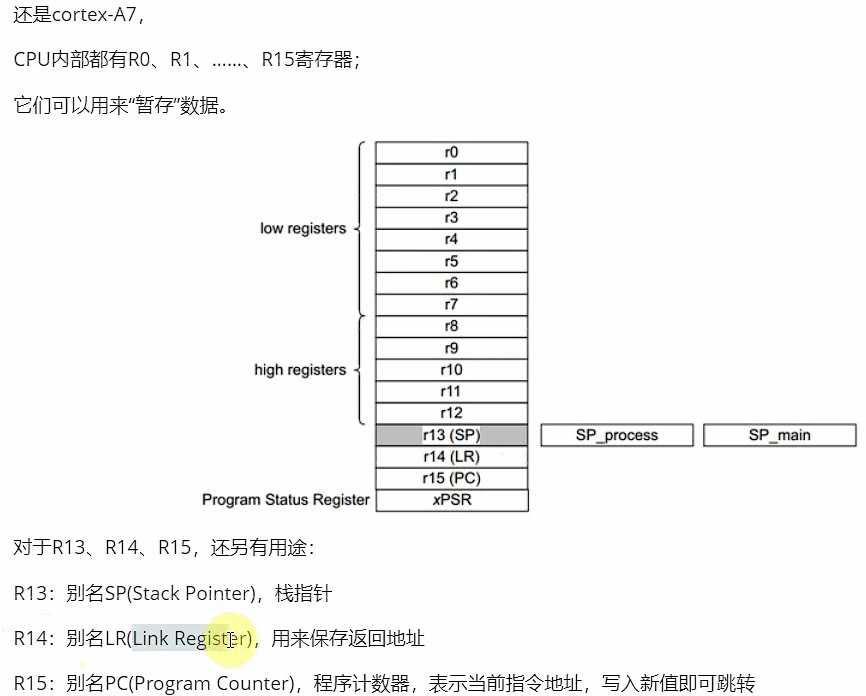 还是cortex-A7，
CPU内部都有R0、R1、……、R15寄存器；
它们可以用来“暂存”数据。
r0
r1
r2
r3
low registers
r4
r5
r6
r7
r8
r9
high registers
r10
r11
r12
r13 (SP) SP_process SP_main
r14 (LR)
r15 (PC)
Program Status Register xPSR
对于R13、R14、R15，还另有用途：
R13：别名SP(Stack Pointer)，栈指针
R14：别名LR(Link Register)，用来保存返回地址
R15：别名PC(Program Counter)，程序计数器，表示当前指令地址，写入新值即可跳转